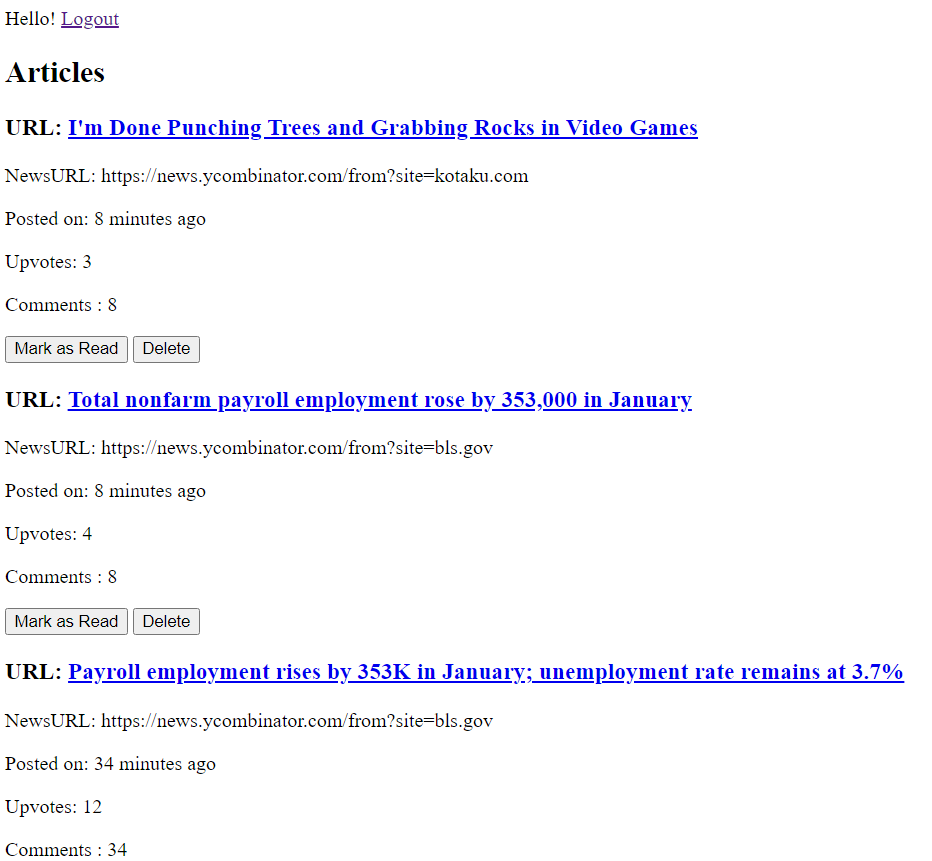 Hello! Logout
Articles
URL: I'm Done Punching Trees and Grabbing Rocks in Video Games
NewsURL: https://news.ycombinator.com/from?site=kotaku.com
Posted on: 8 minutes ago
Upvotes: 3
Comments : 8
Mark as Read Delete
URL: Total nonfarm payroll employment rose by 353,000 in January
NewsURL: https://news.ycombinator.com/from?site=bls.gov
Posted on: 8 minutes ago
Upvotes: 4
Comments : 8
Mark as Read Delete
URL: Payroll employment rises by 353K in January; unemployment rate remains at 3.7%
NewsURL: https://news.ycombinator.com/from?site=bls.gov
Posted on: 34 minutes ago
Upvotes: 12
Comments : 34